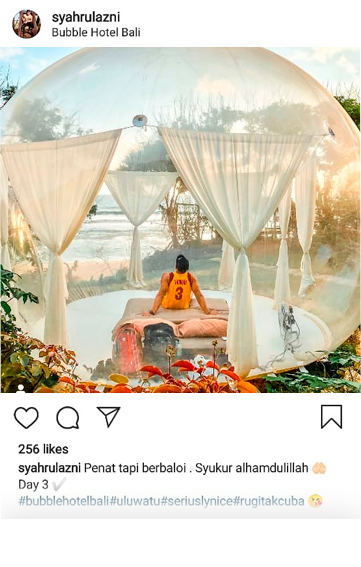 syahrulazni
Bubble Hotel Bali
3
256 likes
syahrulazni Penat tapi berbaloi . Syukur alhamdulillah 🤲🏻
Day 3 ✔️
#bubblehotelbali#uluwatu#seriuslynice#rugitakcuba 😘